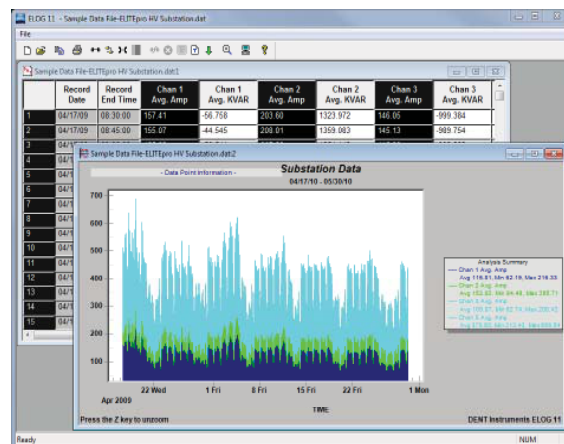 ELOG 11 - Sample Data File-ELITEpro HV Substation.dat
File
Sample Data File-ELITEpro HV Substation.dat:1
Record Date Record End Time Chan 1 Avg. Amp Chan 1 Avg. KVAR Chan 2 Avg. Amp Chan 2 Avg. KVAR Chan 3 Avg. Amp Chan 3 Avg. KVAR
1 04/17/09 08:30:00 157.41 -56.758 203.60 1323.972 146.05 -999.384
2 04/17/09 08:45:00 155.07 -44.545 208.01 1359.083 145.13 -989.754
3
4
5
6
7
8
9
10
11
12
13
14
15
Sample Data File-ELITEpro HV Substation.dat:2
- Data Point Information -
Substation Data
04/17/10 - 05/30/10
700
600
500
400
300
200
100
22 Wed 1 Fri 8 Fri 15 Fri 22 Fri 1 Mon
Apr 2009
TIME
Analysis Summary
Chan 1 Avg. Amp
Chan 2 Avg. Amp
Press the Z key to unzoom
DENT Instruments ELOG 11
Ready
NUM